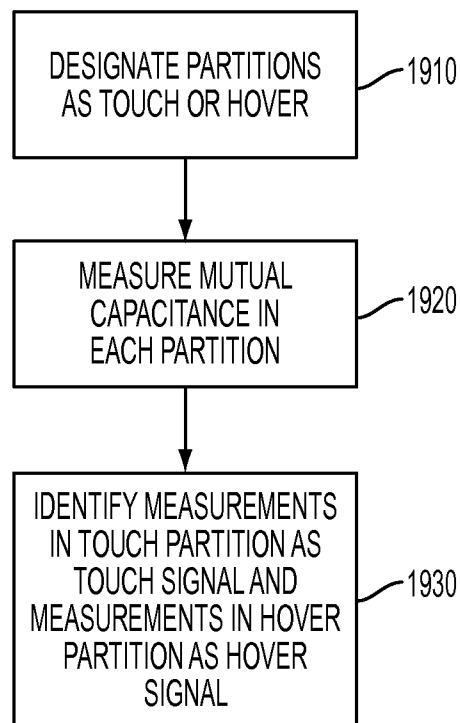 DESIGNATE PARTITIONS
AS TOUCH OR HOVER
1910
MEASURE MUTUAL
CAPACITANCE IN
EACH PARTITION
1920
IDENTIFY MEASUREMENTS
IN TOUCH PARTITION AS
TOUCH SIGNAL AND
MEASUREMENTS IN HOVER
PARTITION AS HOVER
SIGNAL
1930